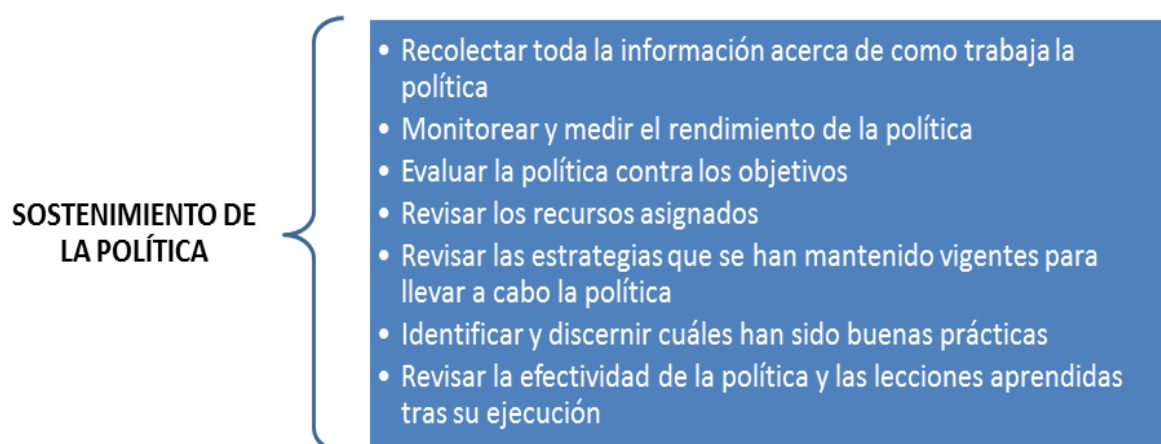 SOSTENIMIENTO DE
LA POLÍTICA
• Recolectar toda la información acerca de como trabaja la
política
• Monitorear y medir el rendimiento de la política
• Evaluar la política contra los objetivos
• Revisar los recursos asignados
• Revisar las estrategias que se han mantenido vigentes para
llevar a cabo la política
• Identificar y discernir cuáles han sido buenas prácticas
• Revisar la efectividad de la política y las lecciones aprendidas
tras su ejecución